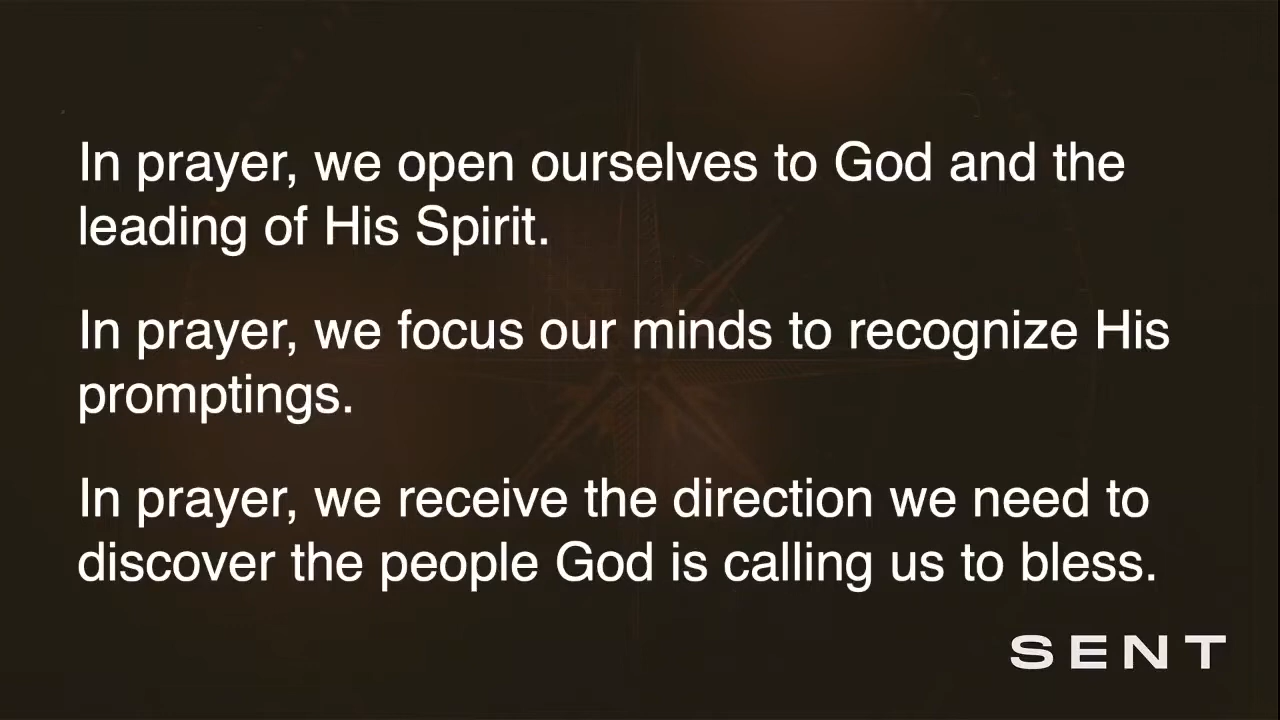 In prayer, we open ourselves to God and the
leading of His Spirit.
In prayer, we focus our minds to recognize His
promptings.
In prayer, we receive the direction we need to
discover the people God is calling us to bless.
SENT